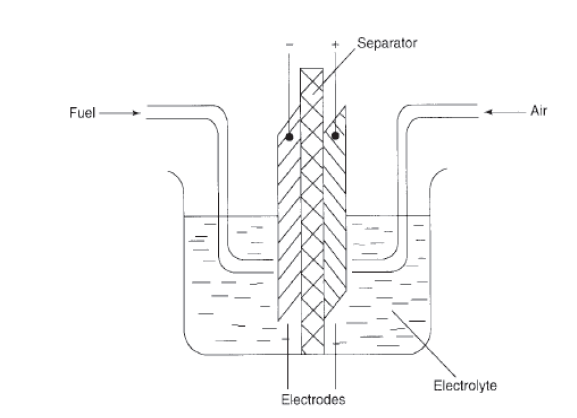 - +
Separator
Fuel
Air
Electrolyte
Electrodes